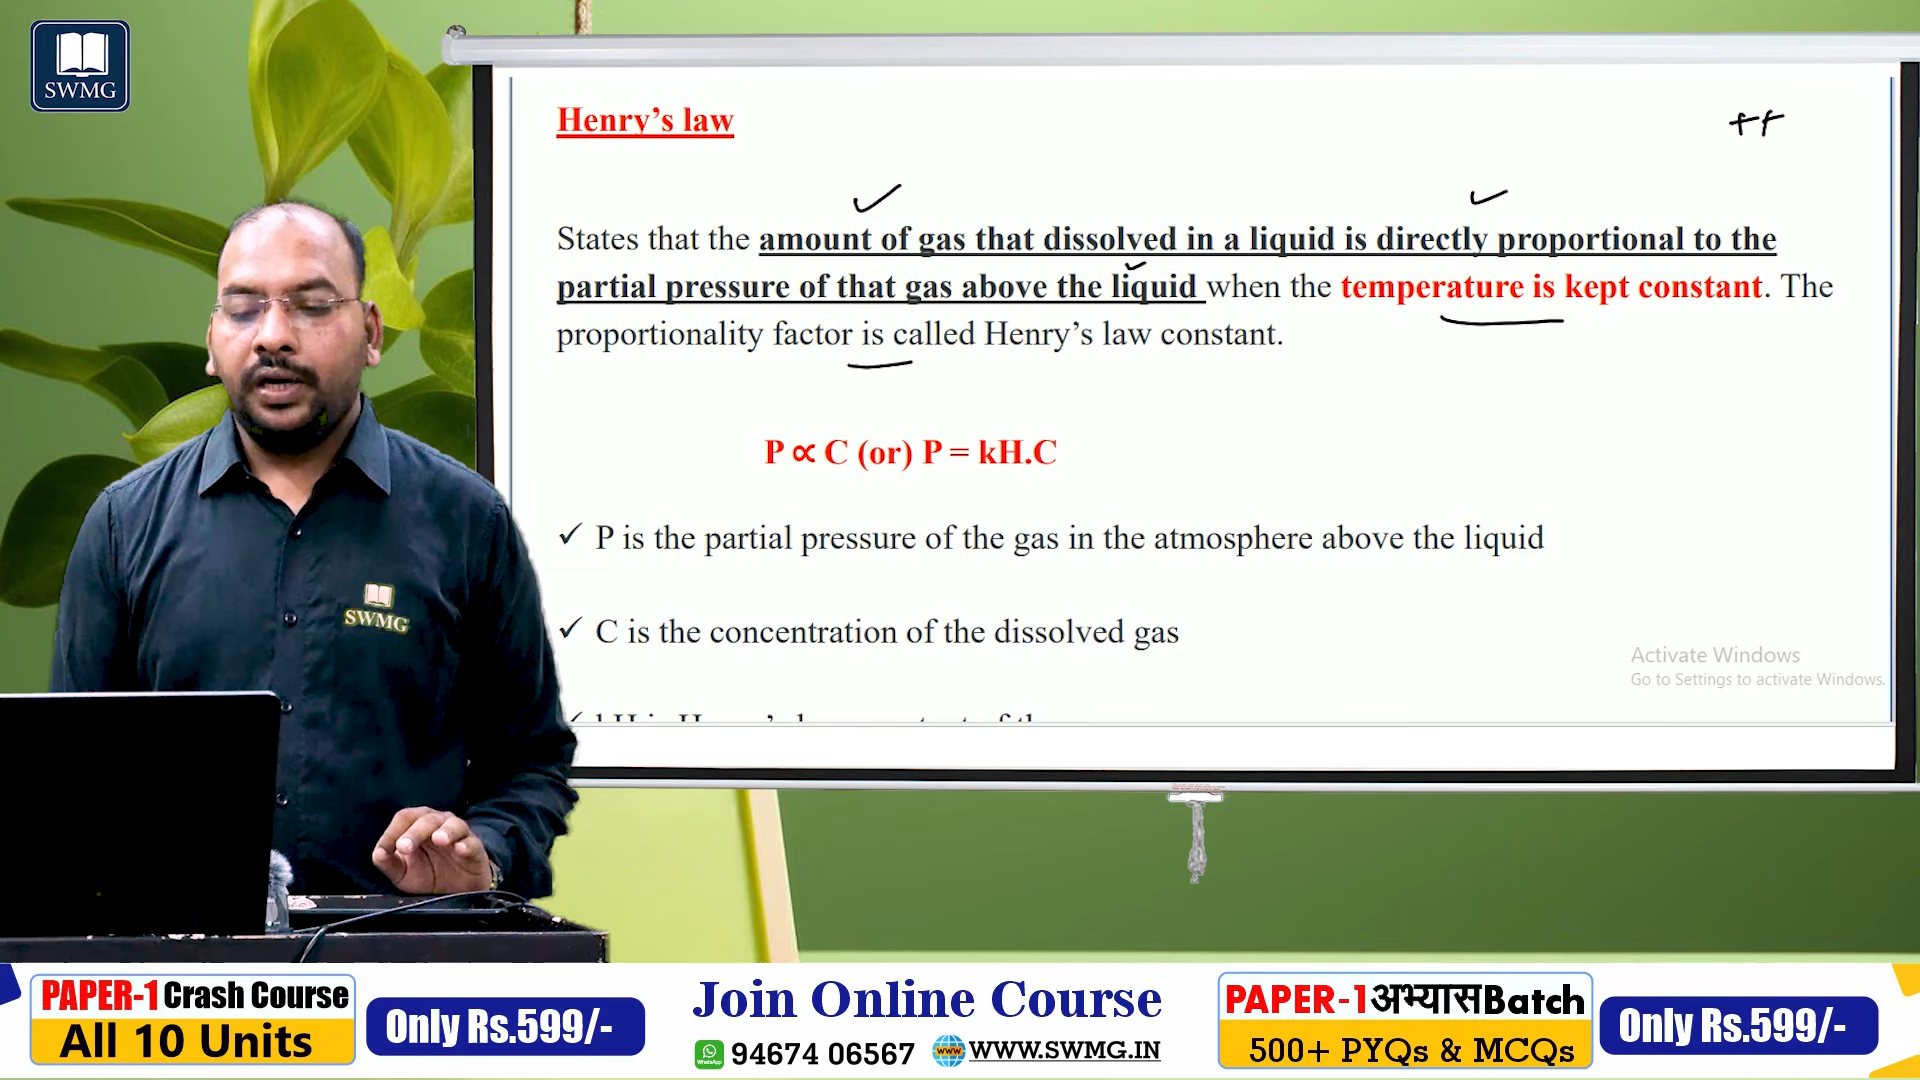 SWMG
Henry’s law
++
States that the amount of gas that dissolved in a liquid is directly proportional to the
partial pressure of that gas above the liquid when the temperature is kept constant. The
proportionality factor is called Henry’s law constant.
P ∝ C (or) P = kH.C
✓ P is the partial pressure of the gas in the atmosphere above the liquid
✓ C is the concentration of the dissolved gas
SWMG
Activate Windows
Go to Settings to activate Windows.
PAPER-1 Crash Course
All 10 Units
Only Rs.599/-
Join Online Course
94674 06567 WWW.SWMG.IN
PAPER-1 अभ्यास Batch
500+ PYQs & MCQs
Only Rs.599/-